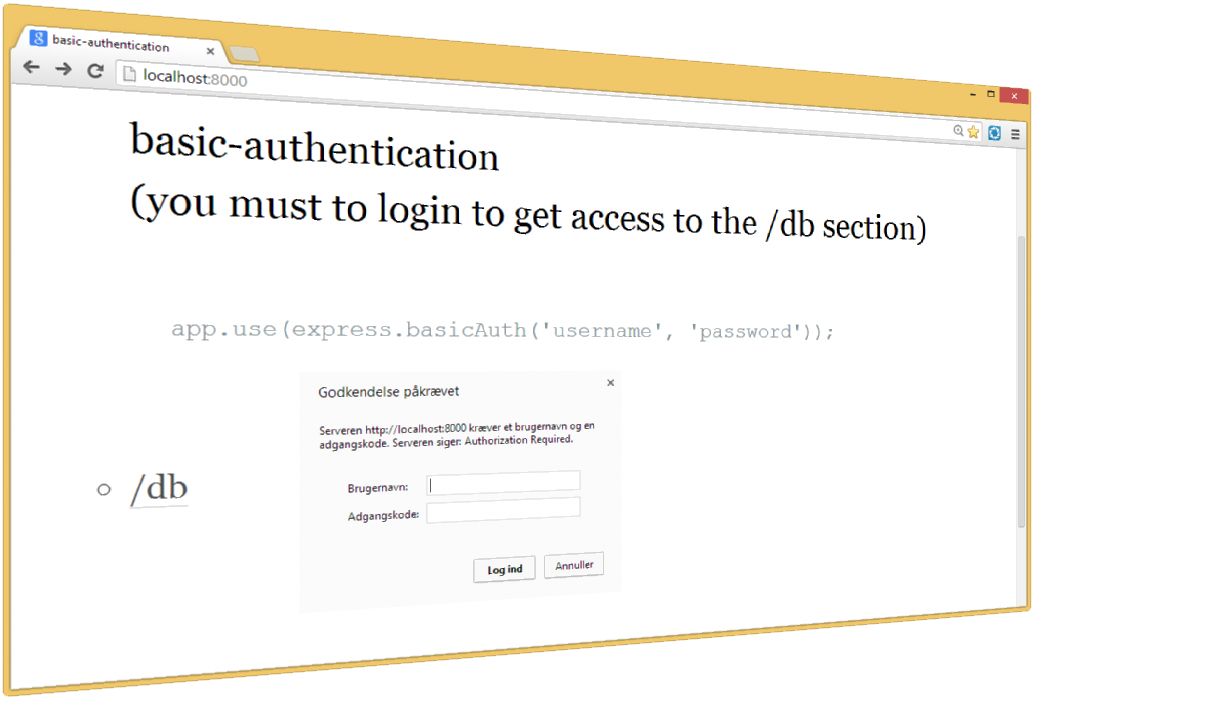 basic-authentication
localhost:8000
basic-authentication
(you must to login to get access to the /db section)
app.use(express.basicAuth('username', 'password'));
Godkendelse påkrævet
Serveren http://localhost:8000 kræver et brugernavn og en
adgangskode. Serveren siger: Authorization Required.
/db
Brugernavn:
Adgangskode:
Log ind
Annuller